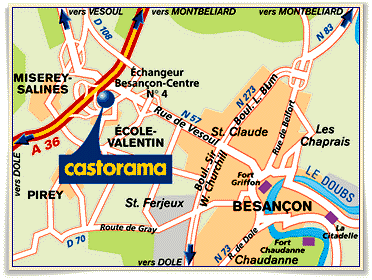 vers VESOUL
vers MONTBELIARD
vers MONTBELIARD
D 108
N 83
MISEREY-
SALINES
Échangeur
Besançon-Centre
N° 4
N 273
Boul. L. Blum
N 57
Rue de Vesoul
Rue de Belfort
A 36
ÉCOLE-
VALENTIN
St. Claude
Les
Chaprais
vers DOLE
castorama
Boul. Sir
W. Churchill
Fort
Griffon
LE DOUBS
PIREY
St. Ferjeux
BESANÇON
La
Citadelle
Route de Gray
D 70
Fort
Chaudanne
Chaudanne
R. de Dole
N 73
vers DOLE